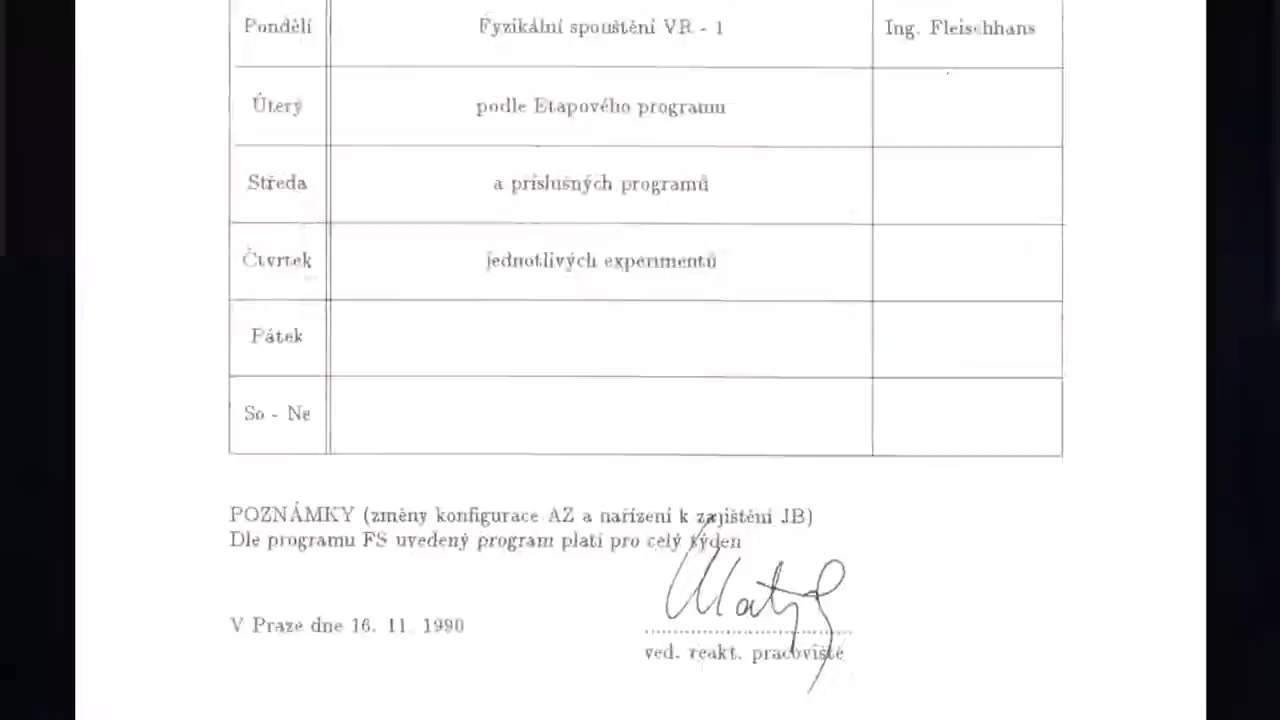 Pondělí Fyzikální spouštění VR - 1 Ing. Fleischhans
Úterý podle Etapového programu
Středa a príslušných programů
Čtvrtek jednotlivých experimentů
Pátek
So - Ne
POZNÁMKY (změny konfigurace AZ a nařízení k zajištění JB)
Dle programu FS uvedený program platí pro celý týden
V Praze dne 16. 11. 1990
ved. reakt. pracoviště